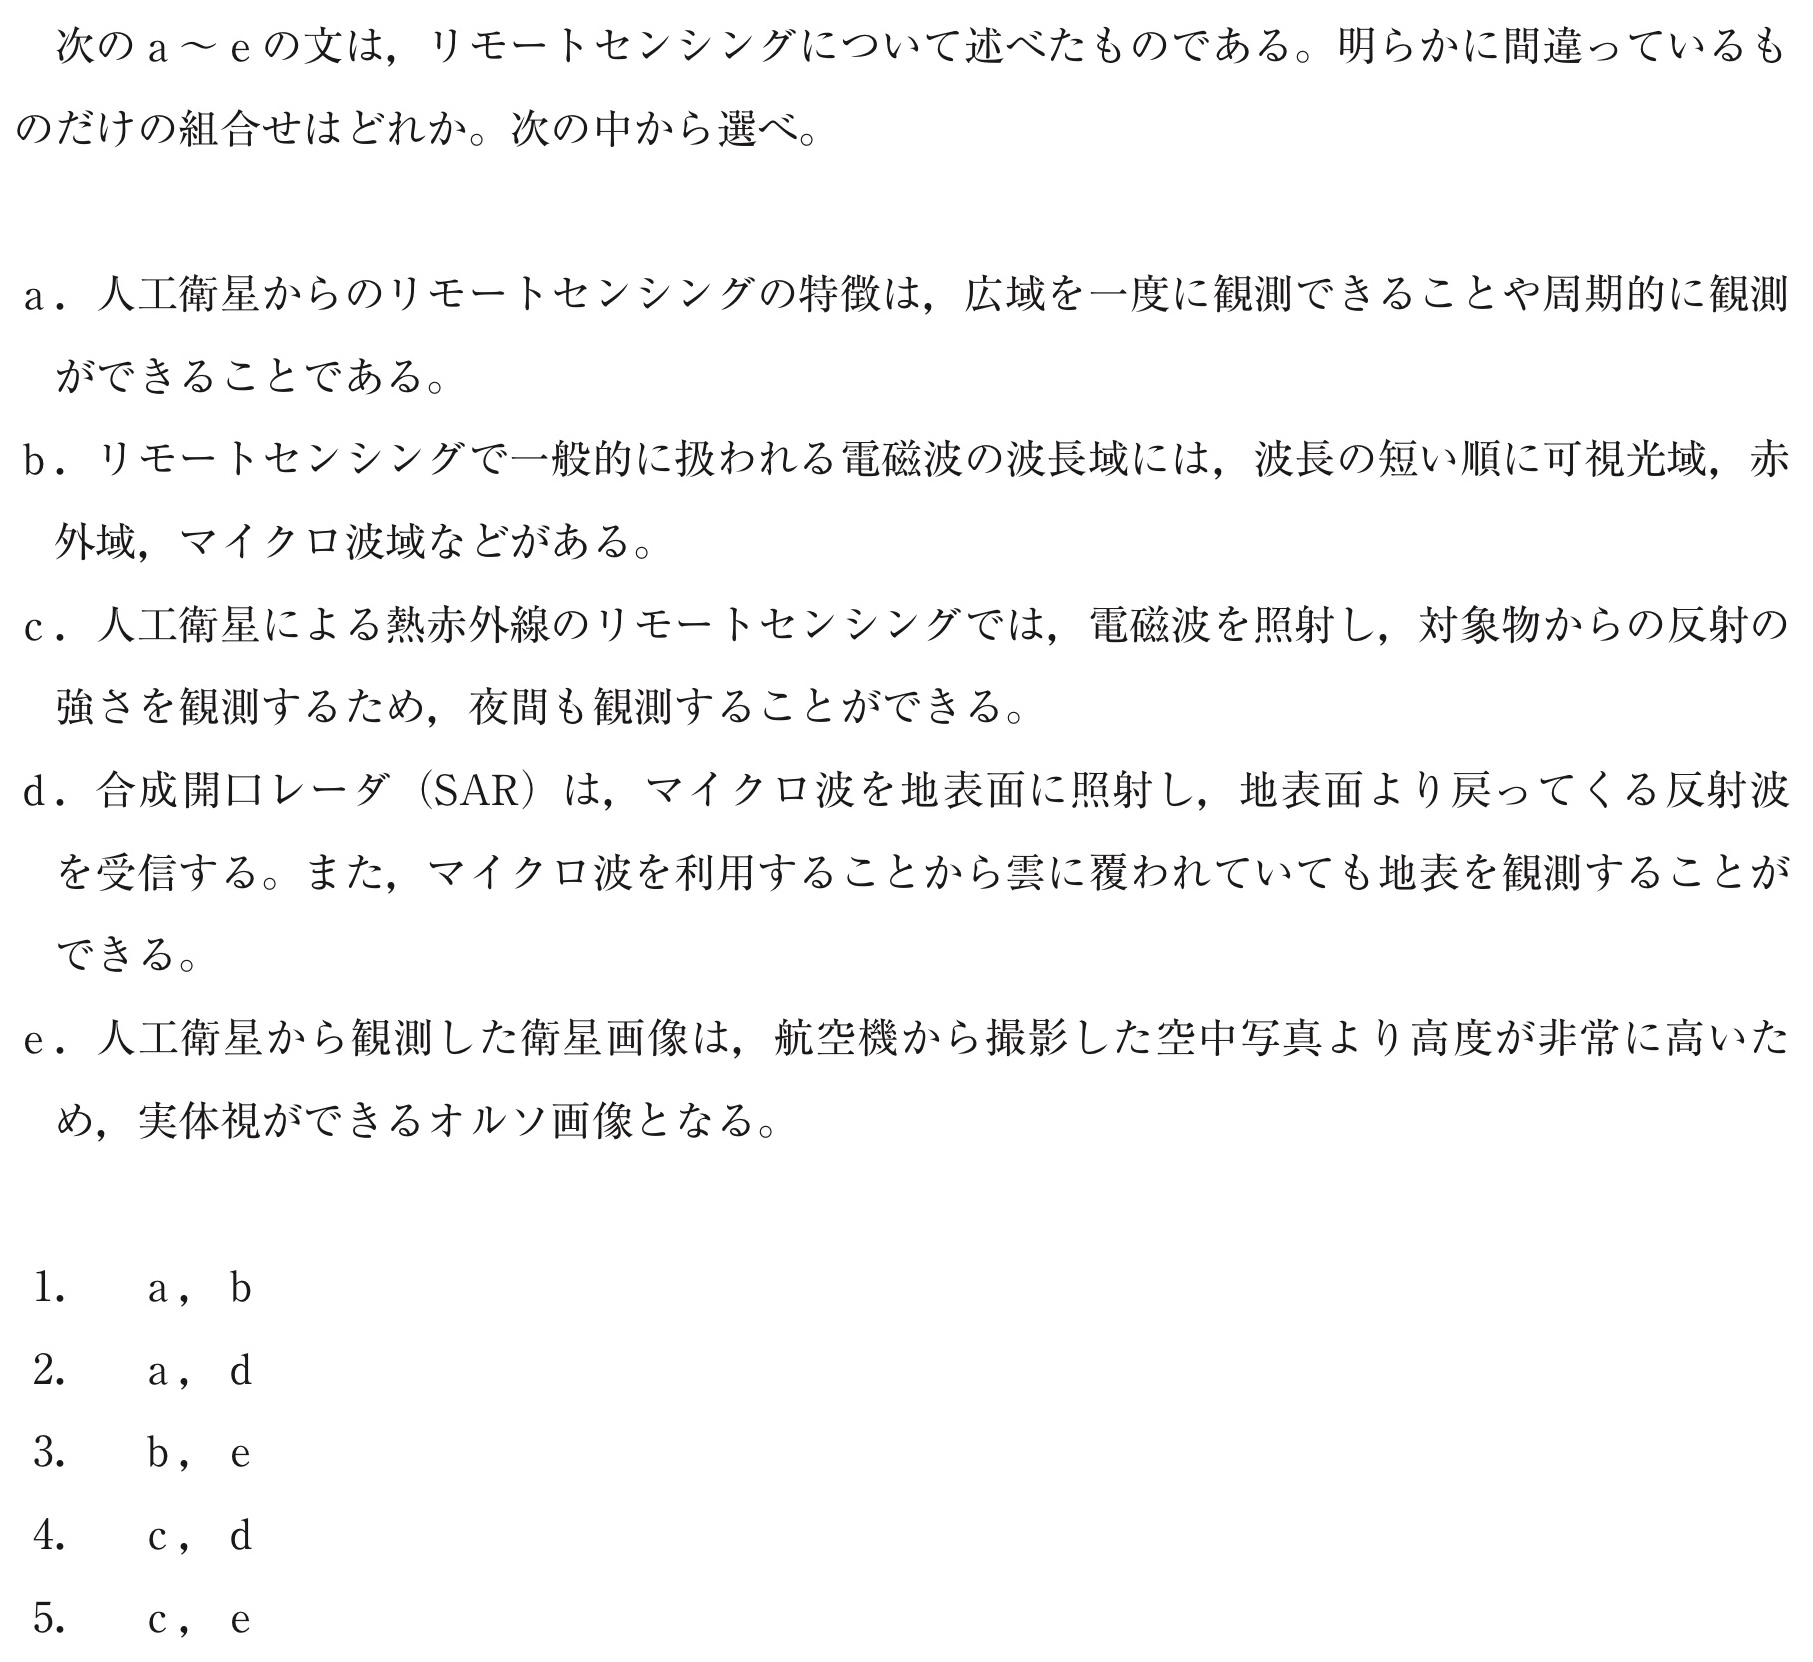 次の a ～ e の文は，リモートセンシングについて述べたものである。明らかに間違っているも
のだけの組合せはどれか。次の中から選べ。
a．人工衛星からのリモートセンシングの特徴は，広域を一度に観測できることや周期的に観測
ができることである。
b．リモートセンシングで一般的に扱われる電磁波の波長域には，波長の短い順に可視光域，赤
外域，マイクロ波域などがある。
c．人工衛星による熱赤外線のリモートセンシングでは，電磁波を照射し，対象物からの反射の
強さを観測するため，夜間も観測することができる。
d．合成開口レーダ（SAR）は，マイクロ波を地表面に照射し，地表面より戻ってくる反射波
を受信する。また，マイクロ波を利用することから雲に覆われていても地表を観測することが
できる。
e．人工衛星から観測した衛星画像は，航空機から撮影した空中写真より高度が非常に高いた
め，実体視ができるオルソ画像となる。
1. a， b
2. a， d
3. b， e
4. c， d
5. c， e